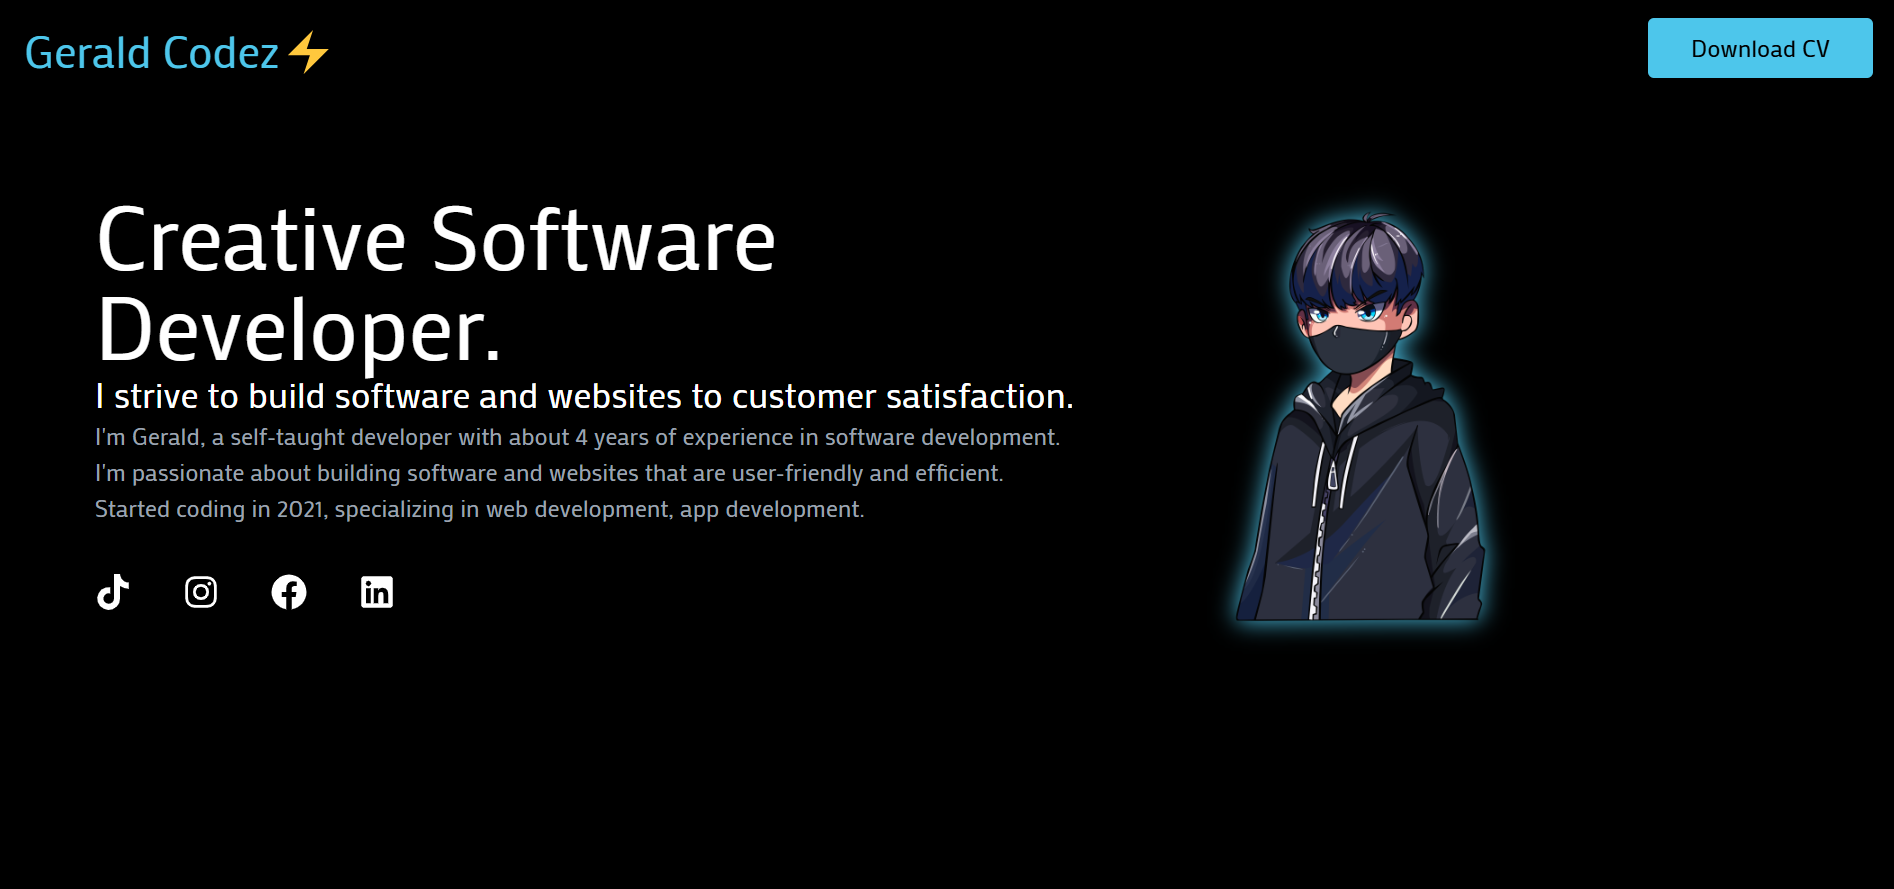 Gerald Codez⚡
Download CV
Creative Software
Developer.
I strive to build software and websites to customer satisfaction.
I'm Gerald, a self-taught developer with about 4 years of experience in software development.
I'm passionate about building software and websites that are user-friendly and efficient.
Started coding in 2021, specializing in web development, app development.